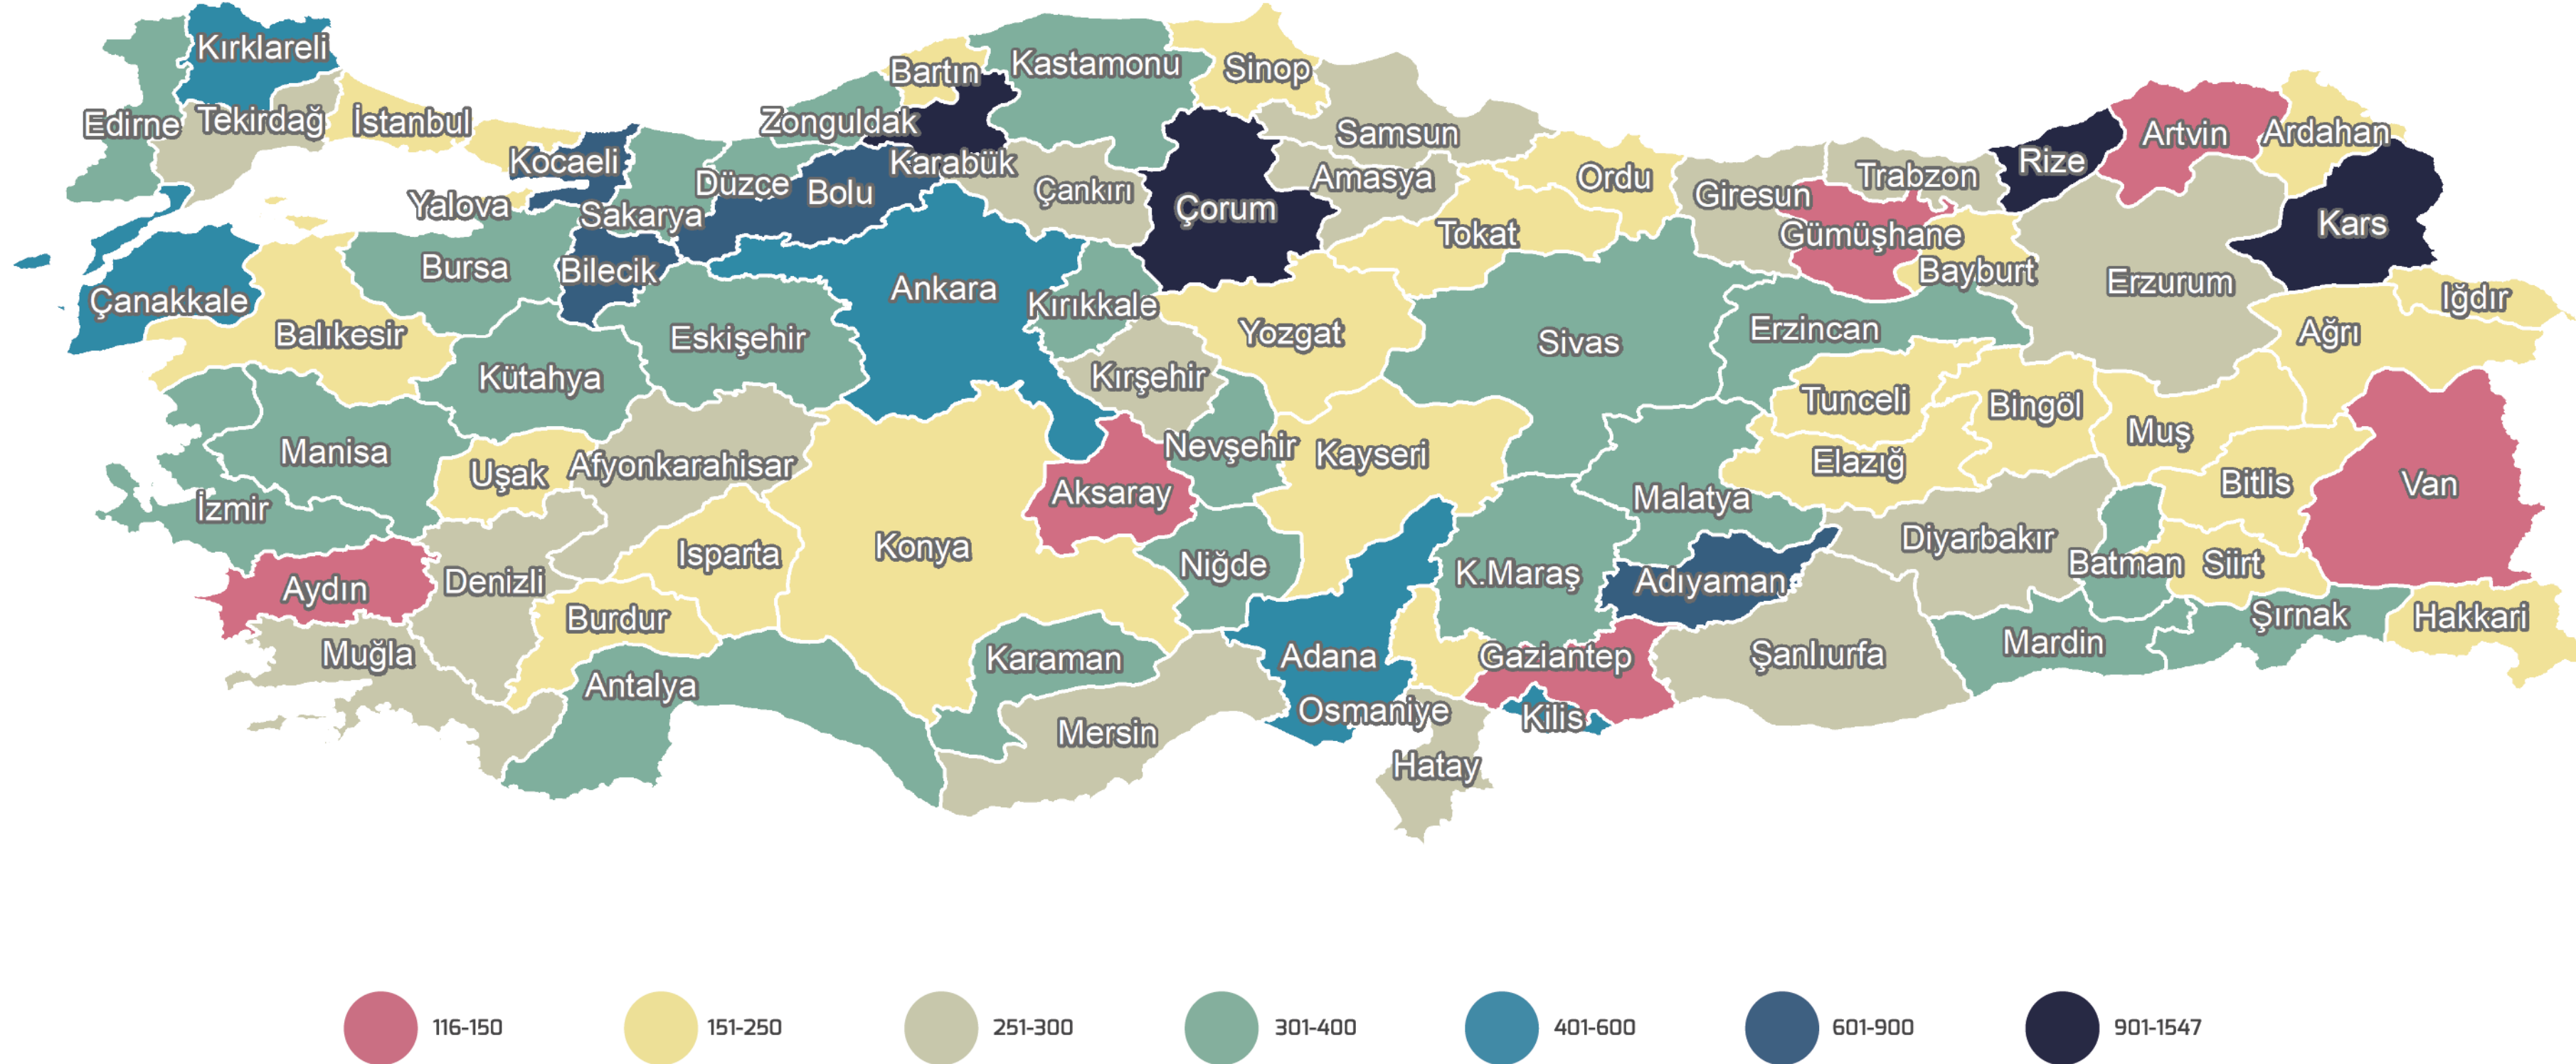 Kırklareli
Edirne
Tekirdağ
İstanbul
Kocaeli
Yalova
Sakarya
Düzce
Bolu
Zonguldak
Bartın
Karabük
Kastamonu
Sinop
Çankırı
Çorum
Samsun
Amasya
Tokat
Ordu
Giresun
Gümüşhane
Trabzon
Bayburt
Rize
Artvin
Ardahan
Kars
Iğdır
Ağrı
Erzurum
Çanakkale
Balıkesir
Bursa
Bilecik
Eskişehir
Kütahya
Ankara
Kırıkkale
Kırşehir
Yozgat
Sivas
Erzincan
Tunceli
Bingöl
Muş
Elazığ
Bitlis
Van
Manisa
İzmir
Uşak
Afyonkarahisar
Aksaray
Nevşehir
Kayseri
Malatya
Diyarbakır
Batman
Siirt
Şırnak
Hakkari
Aydın
Denizli
Isparta
Burdur
Muğla
Antalya
Konya
Niğde
Karaman
Mersin
Adana
Osmaniye
K.Maraş
Adıyaman
Gaziantep
Kilis
Hatay
Şanlıurfa
Mardin
116-150
151-250
251-300
301-400
401-600
601-900
901-1547